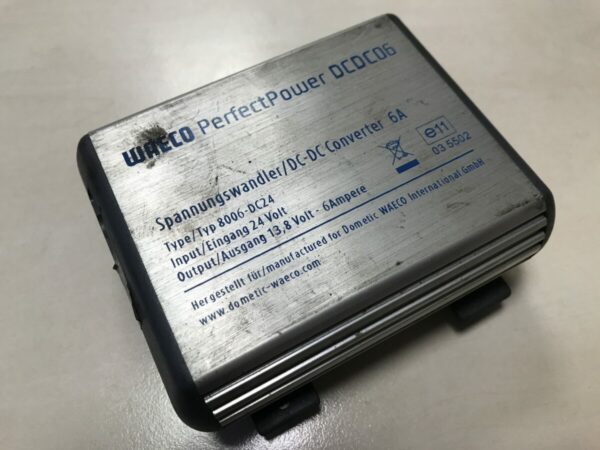 WAECO PerfectPower DCDC06
Spannungswandler/DC-DC Converter 6A
Type/Typ 8006-DC24
Input/Eingang 24 Volt
Output/Ausgang 13,8 Volt - 6Ampere
e11
03 5502
Hergestellt für/manufactured for Dometic WAECO International GmbH
www.dometic-waeco.com